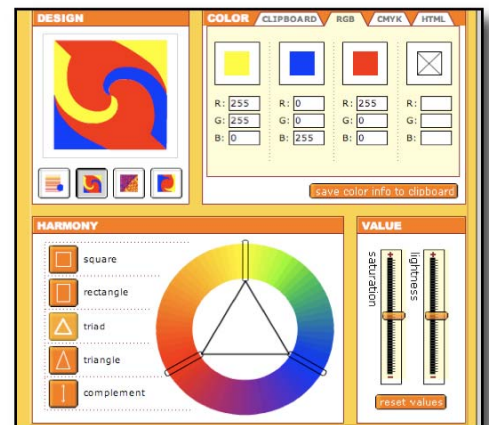 DESIGN
COLOR CLIPBOARD RGB CMYK HTML
R: 255 R: 0 R: 255 R:
G: 255 G: 0 G: 0 G:
B: 0 B: 255 B: 0 B:
save color info to clipboard
HARMONY
square
rectangle
triad
triangle
complement
VALUE
saturation
lightness
+ +
- -
reset values